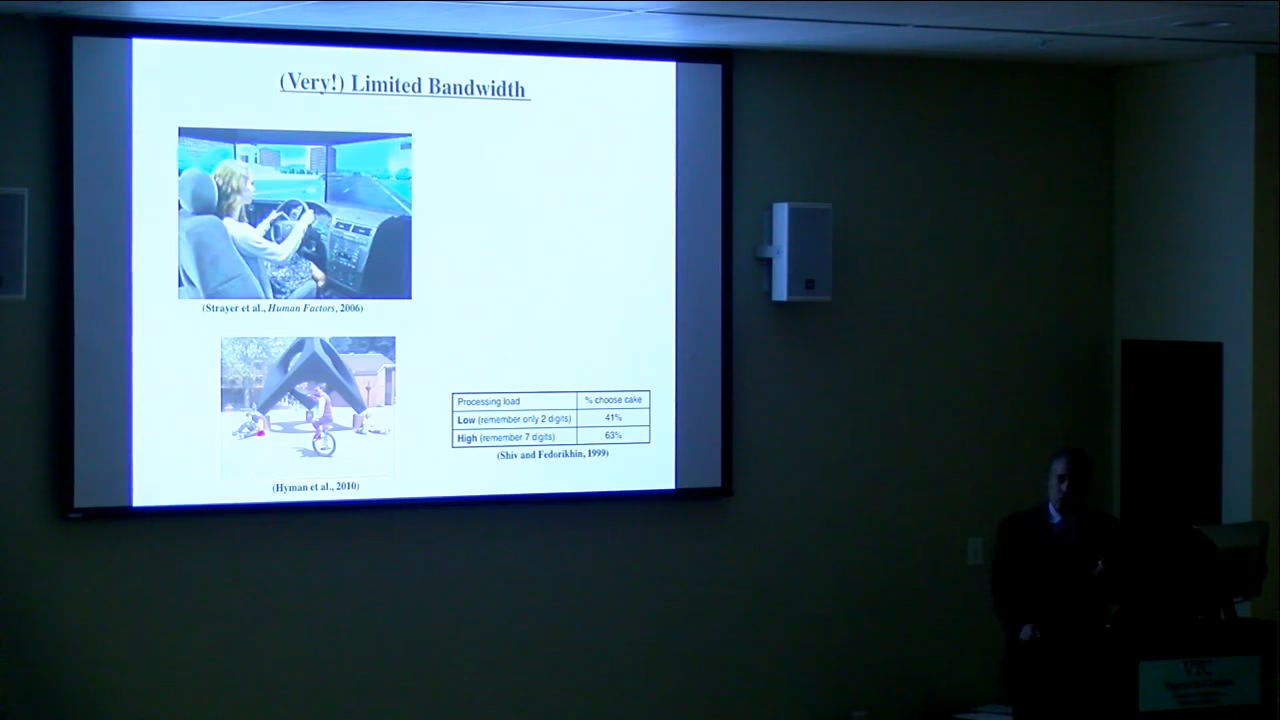 (Very!) Limited Bandwidth
(Strayer et al., Human Factors, 2006)
(Hyman et al., 2010)
Processing load % choose cake
Low (remember only 2 digits) 41%
High (remember 7 digits) 63%
(Shiv and Fedorikhin, 1999)
VTC